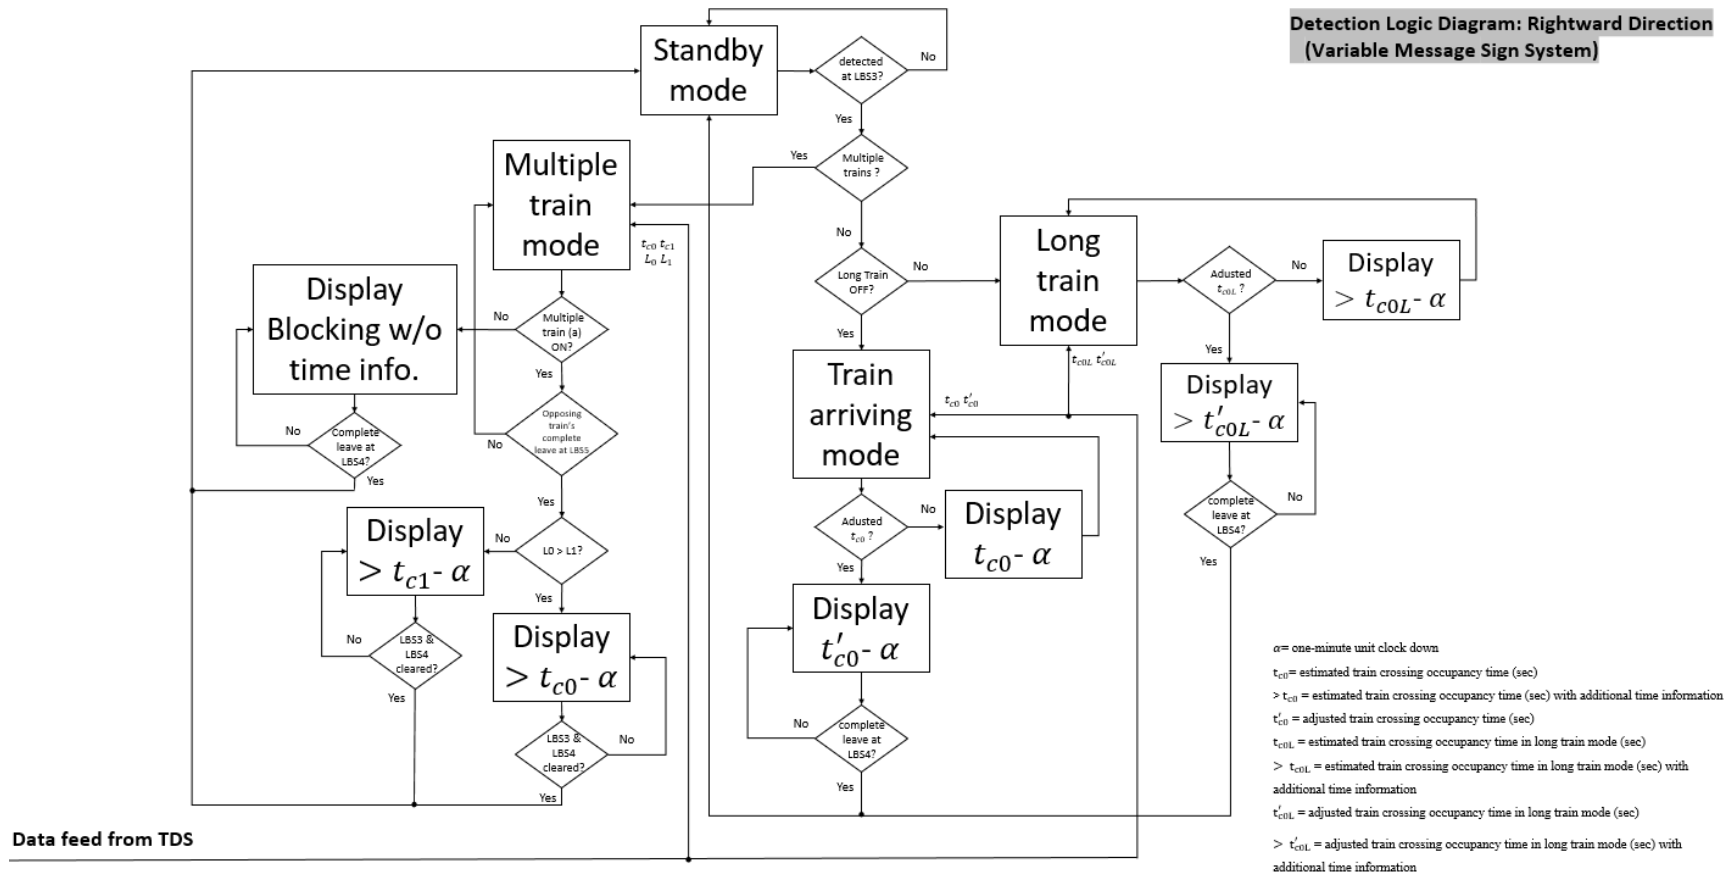 Detection Logic Diagram: Rightward Direction
(Variable Message Sign System)
Standby
mode
detected
at LBS3?
No
Yes
Multiple
trains ?
Yes
No
Multiple
train
mode
t_c0 t_c1
L_0 L_1
Long Train
OFF?
No
Yes
Long
train
mode
t_c0L t′_c0L
Adusted
t_c0L ?
No
Display
> t_c0L - α
Yes
Display
> t′_c0L - α
complete
leave at
LBS4?
No
Yes
Display
Blocking w/o
time info.
No
Multiple
train (a)
ON?
Yes
Complete
leave at
LBS4?
No
Yes
Opposing
train's
complete
leave at LBS5
No
Yes
Train
arriving
mode
t_c0 t′_c0
Adusted
t_c0 ?
No
Display
t_c0 - α
Yes
Display
t′_c0 - α
complete
leave at
LBS4?
No
Yes
L0 > L1?
No
Display
> t_c1 - α
Yes
Display
> t_c0 - α
LBS3 &
LBS4
cleared?
No
Yes
LBS3 &
LBS4
cleared?
No
Yes
α= one-minute unit clock down
t_c0= estimated train crossing occupancy time (sec)
> t_c0 = estimated train crossing occupancy time (sec) with additional time information
t′_c0 = adjusted train crossing occupancy time (sec)
t_c0L = estimated train crossing occupancy time in long train mode (sec)
> t_c0L = estimated train crossing occupancy time in long train mode (sec) with
additional time information
t′_c0L = adjusted train crossing occupancy time in long train mode (sec)
> t′_c0L = adjusted train crossing occupancy time in long train mode (sec) with
additional time information
Data feed from TDS